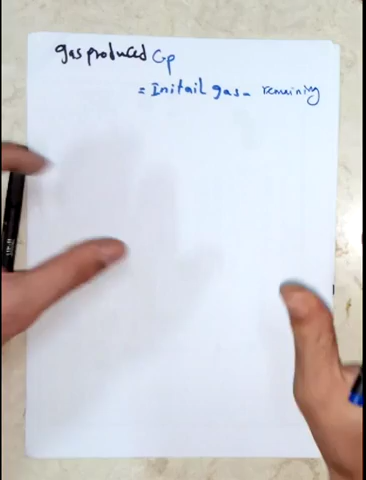 gas produced Gp
= Initail gas - remaining